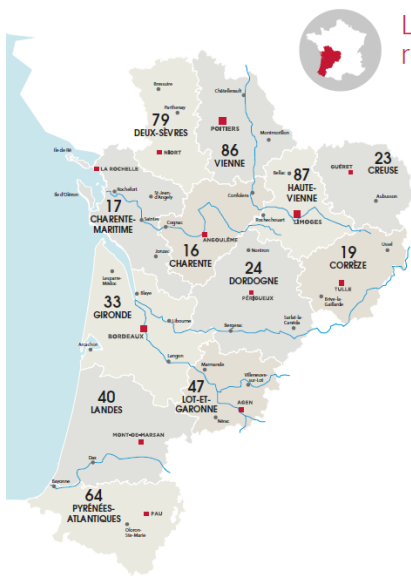 L
r
Bressuire
Parthenay
79
DEUX-SÈVRES
NIORT
Châtellerault
POITIERS
86
VIENNE
Montmorillon
23
CREUSE
GUÉRET
Aubusson
Ile de Ré
LA ROCHELLE
Ile d'Oléron
Rochefort
St-Jean
d'Angely
17
CHARENTE-
MARITIME
Saintes
Cognac
Jonzac
Bellac
87
HAUTE-
VIENNE
LIMOGES
Confolens
Rochechouart
ANGOULÊME
16
CHARENTE
Nontron
24
DORDOGNE
PÉRIGUEUX
Bergerac
Sarlat-la
Canéda
Ussel
19
CORRÈZE
TULLE
Brive-la
Gaillarde
Lesparre-
Médoc
Blaye
33
GIRONDE
Libourne
BORDEAUX
Arcachon
Langon
Marmande
Villeneuve-
sur-Lot
47
LOT-ET-
GARONNE
AGEN
Nérac
40
LANDES
MONT-DE-MARSAN
Dax
Bayonne
64
PYRÉNÉES-
ATLANTIQUES
PAU
Oloron-
Ste-Marie